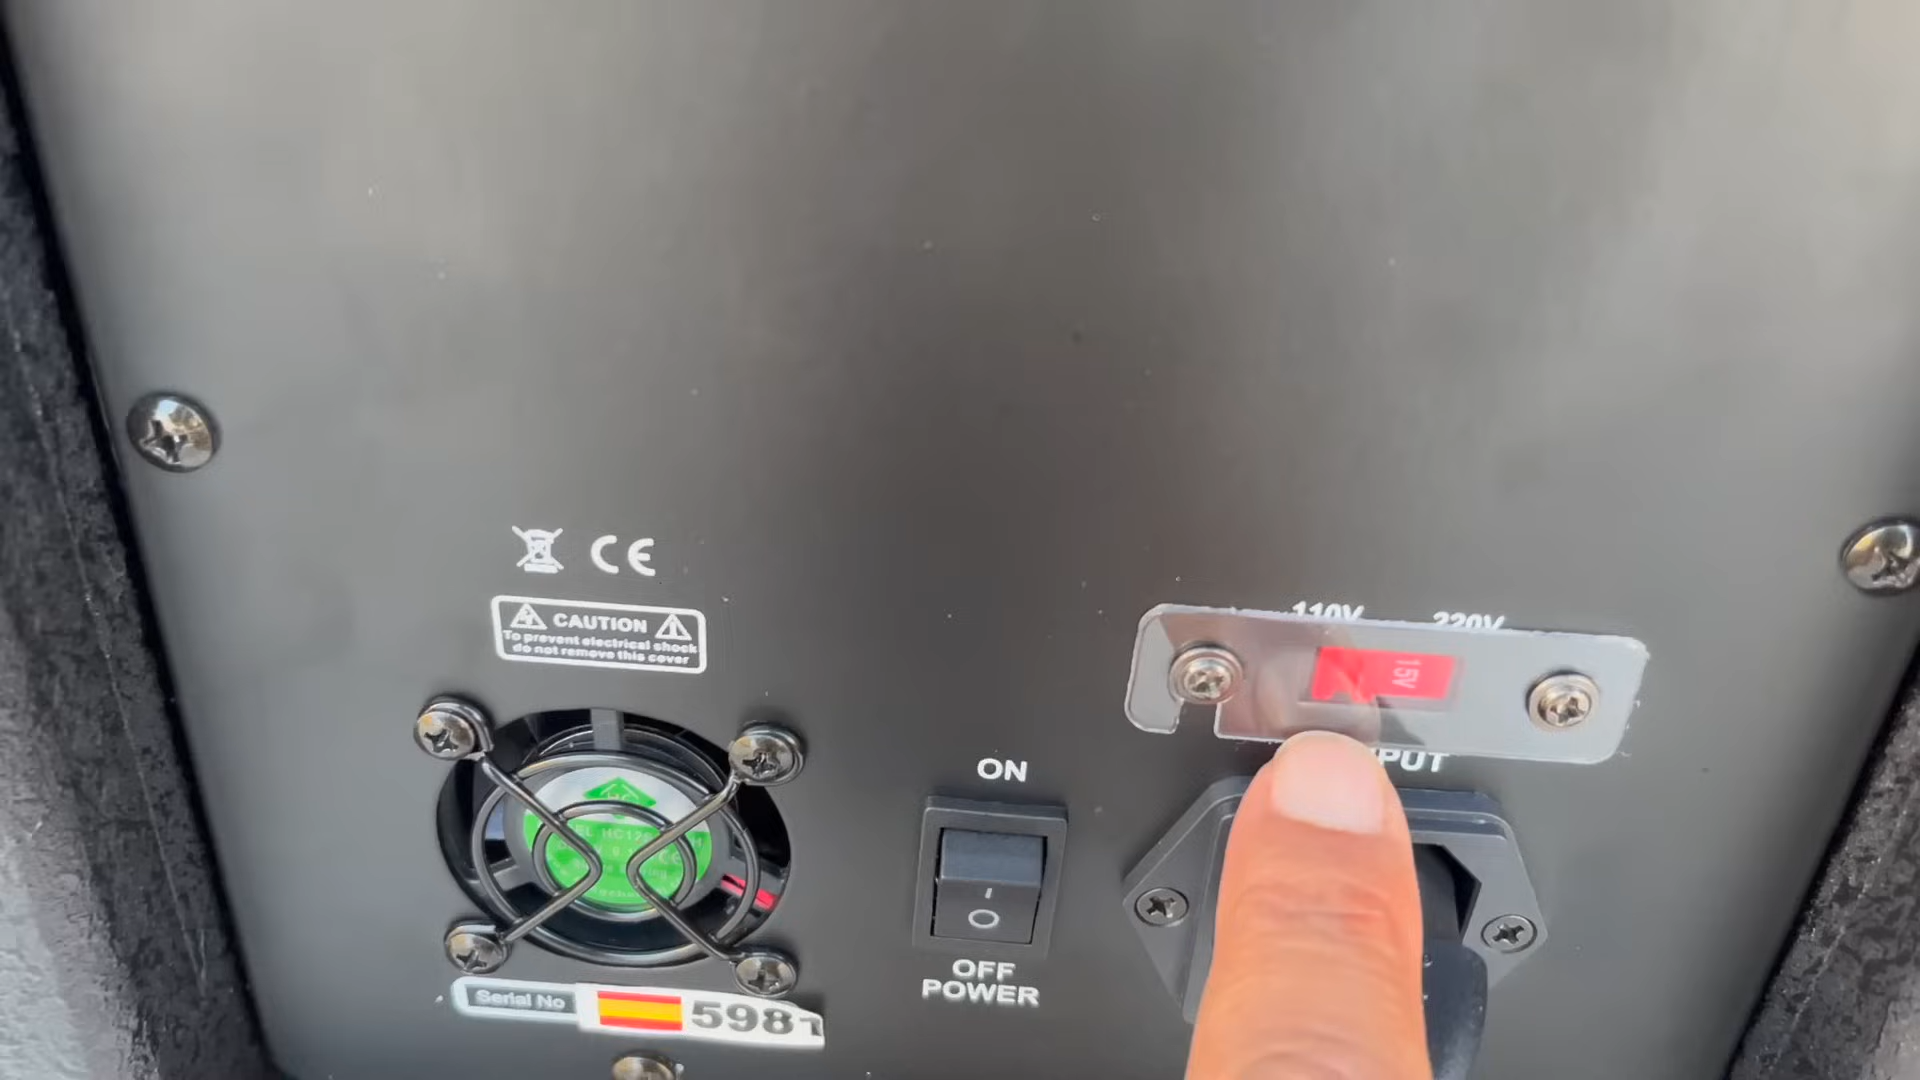 CE
CAUTION
To prevent electrical shock
do not remove this cover
110V 220V
15V
PUT
ON
OFF
POWER
Serial No 5981